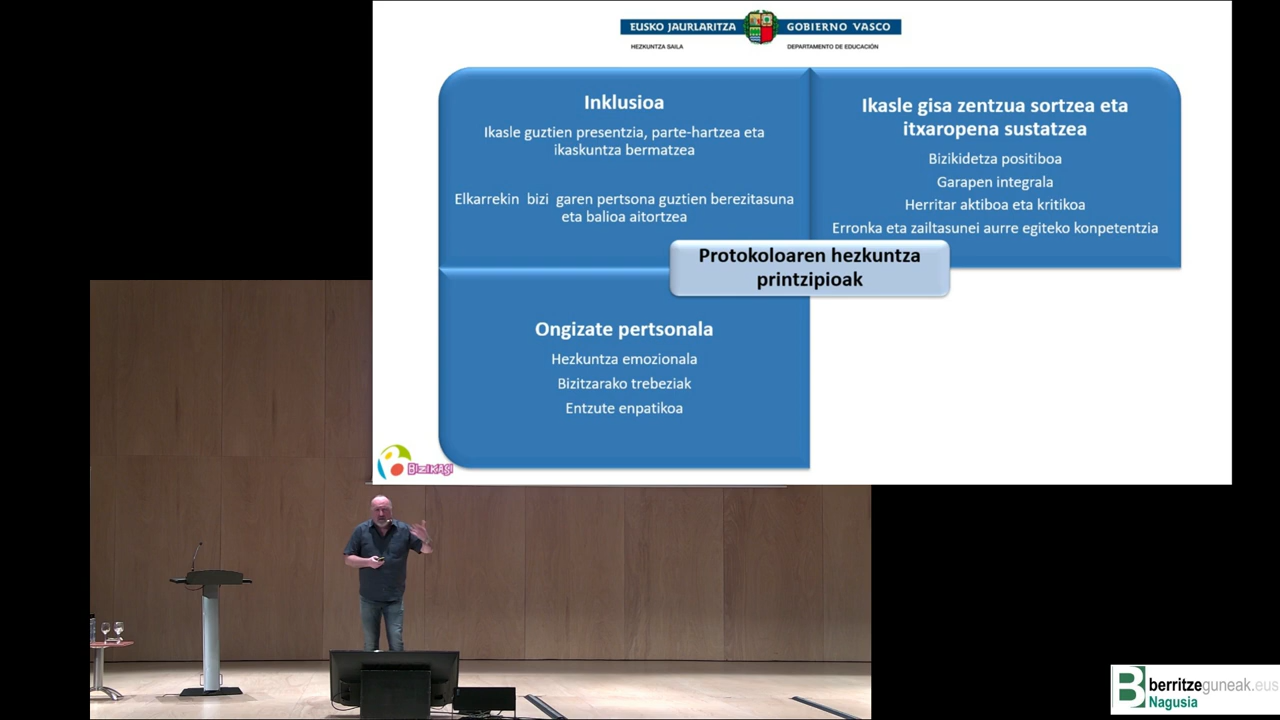 EUSKO JAURLARITZA
GOBIERNO VASCO
HEZKUNTZA SAILA
DEPARTAMENTO DE EDUCACIÓN
Inklusioa
Ikasle guztien presentzia, parte-hartzea eta
ikaskuntza bermatzea
Elkarrekin bizi garen pertsona guztien berezitasuna
eta balioa aitortzea
Ikasle gisa zentzua sortzea eta
itxaropena sustatzea
Bizikidetza positiboa
Garapen integrala
Herritar aktiboa eta kritikoa
Erronka eta zailtasunei aurre egiteko konpetentzia
Protokoloaren hezkuntza
printzipioak
Ongizate pertsonala
Hezkuntza emozionala
Bizitzarako trebeziak
Entzute enpatikoa
BIZIKASI
berritzeguneak.eus
Nagusia